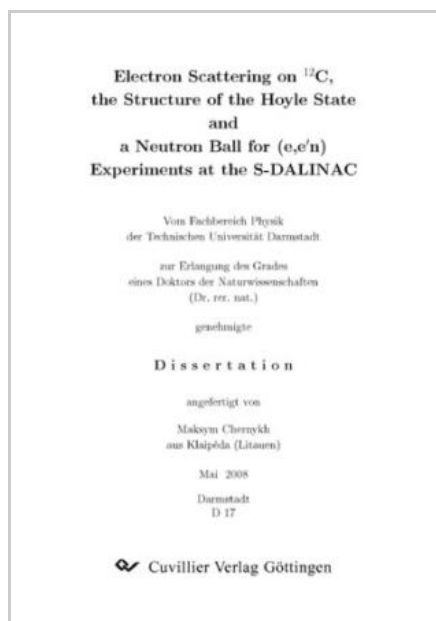 Electron Scattering on ¹²C,
the Structure of the Hoyle State
and
a Neutron Ball for (e,e′n)
Experiments at the S-DALINAC
Vom Fachbereich Physik
der Technischen Universität Darmstadt
zur Erlangung des Grades
eines Doktors der Naturwissenschaften
(Dr. rer. nat.)
genehmigte
Dissertation
angefertigt von
Maksym Chernykh
aus Klaipėda (Litauen)
Mai 2008
Darmstadt
D 17
Cuvillier Verlag Göttingen